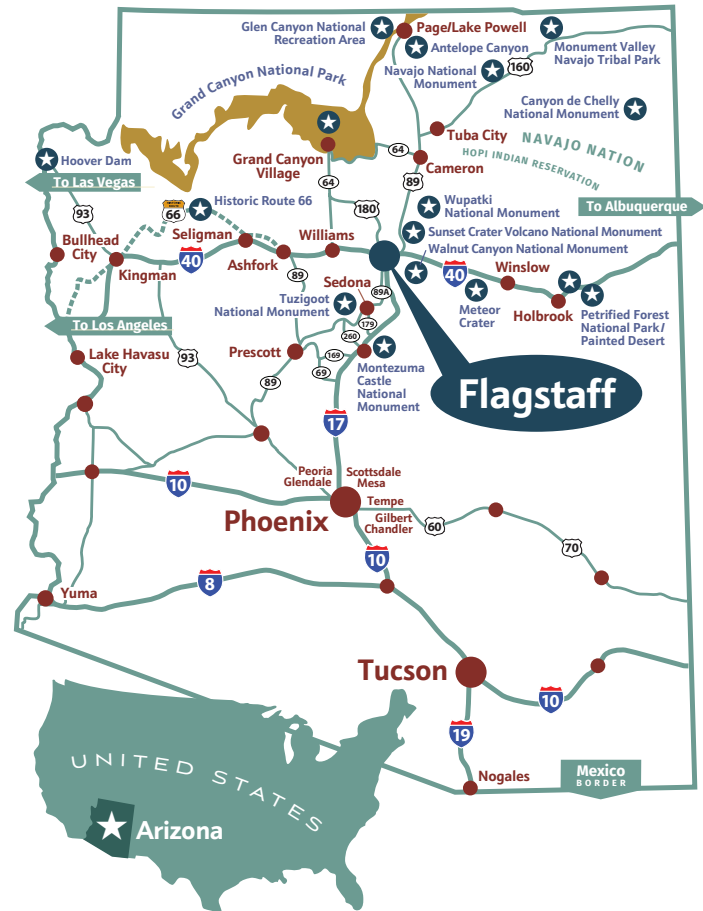 Glen Canyon National
Recreation Area
Page/Lake Powell
Antelope Canyon
Monument Valley
Navajo Tribal Park
Navajo National
Monument
160
Grand Canyon National Park
Canyon de Chelly
National Monument
Tuba City
NAVAJO NATION
HOPI INDIAN RESERVATION
Hoover Dam
To Las Vegas
Grand Canyon
Village
64
Cameron
64
89
93
66
Historic Route 66
180
Wupatki
National Monument
To Albuquerque
Bullhead
City
Seligman
Williams
Sunset Crater Volcano National Monument
Walnut Canyon National Monument
Kingman
40
Ashfork
89
40
Winslow
Sedona
89A
Tuzigoot
National Monument
Meteor
Crater
Holbrook
Petrified Forest
National Park/
Painted Desert
To Los Angeles
179
260
Lake Havasu
City
93
Prescott
169
69
89
Montezuma
Castle
National
Monument
Flagstaff
17
Peoria
Glendale
Scottsdale
Mesa
10
Phoenix
Tempe
Gilbert
Chandler
60
70
10
8
Yuma
Tucson
10
19
Nogales
Mexico
BORDER
UNITED STATES
Arizona